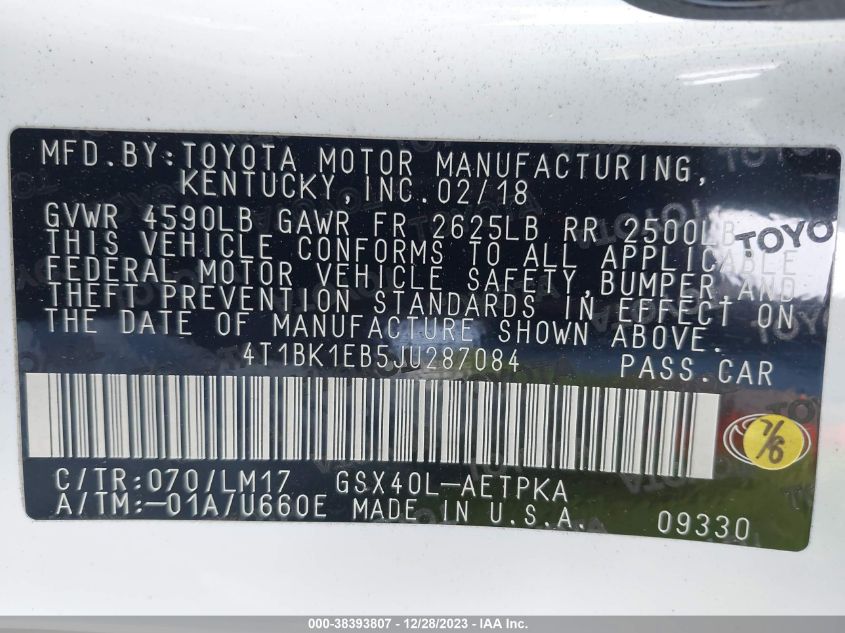 MFD.BY:TOYOTA MOTOR MANUFACTURING,
KENTUCKY,INC.02/18
GVWR 4590LB GAWR FR 2625LB RR 2500LB
THIS VEHICLE CONFORMS TO ALL APPLICABLE
FEDERAL MOTOR VEHICLE SAFETY,BUMPER,AND
THEFT PREVENTION STANDARDS IN EFFECT ON
THE DATE OF MANUFACTURE SHOWN ABOVE.
4T1BK1EB5JU287084 PASS.CAR
TOYO
C/TR:070/LM17 GSX40L-AETPKA
A/TM:-01A/U660E MADE IN U.S.A. 09330
000-38393807 - 12/28/2023 - IAA Inc.